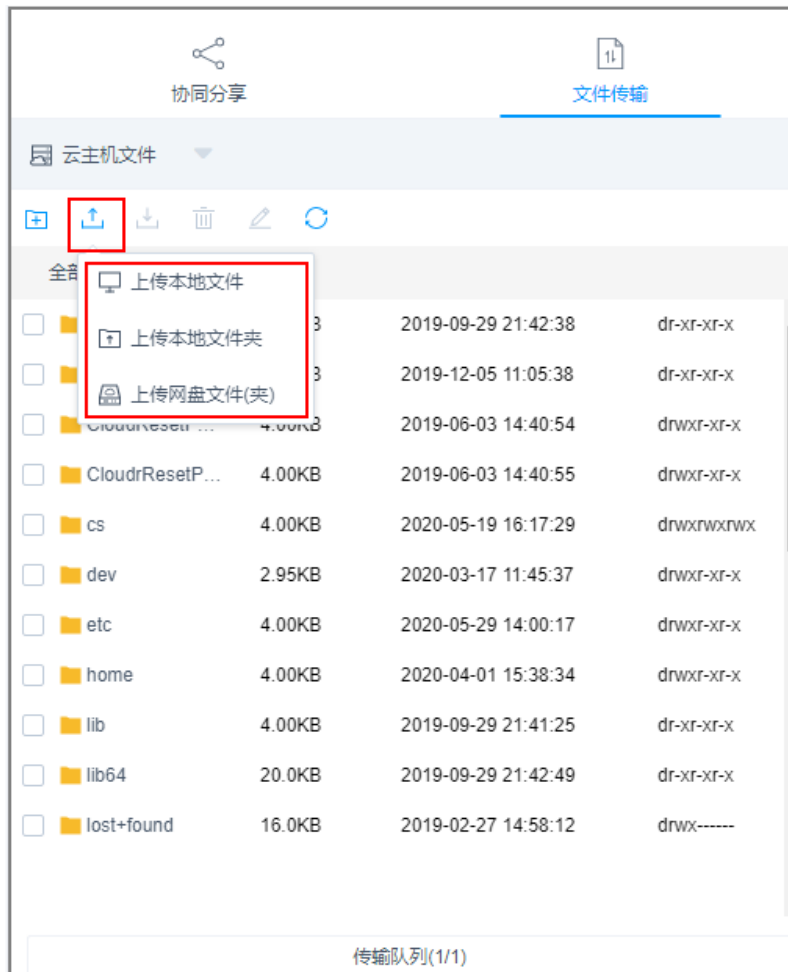 协同分享 文件传输
云主机文件
全部
上传本地文件
上传本地文件夹
上传网盘文件(夹)
B 2019-09-29 21:42:38 dr-xr-xr-x
B 2019-12-05 11:05:38 dr-xr-xr-x
CloudResetP... 4.00KB 2019-06-03 14:40:54 drwxr-xr-x
CloudrResetP... 4.00KB 2019-06-03 14:40:55 drwxr-xr-x
cs 4.00KB 2020-05-19 16:17:29 drwxrwxrwx
dev 2.95KB 2020-03-17 11:45:37 drwxr-xr-x
etc 4.00KB 2020-05-29 14:00:17 drwxr-xr-x
home 4.00KB 2020-04-01 15:38:34 drwxr-xr-x
lib 4.00KB 2019-09-29 21:41:25 dr-xr-xr-x
lib64 20.0KB 2019-09-29 21:42:49 dr-xr-xr-x
lost+found 16.0KB 2019-02-27 14:58:12 drwx------
传输队列(1/1)